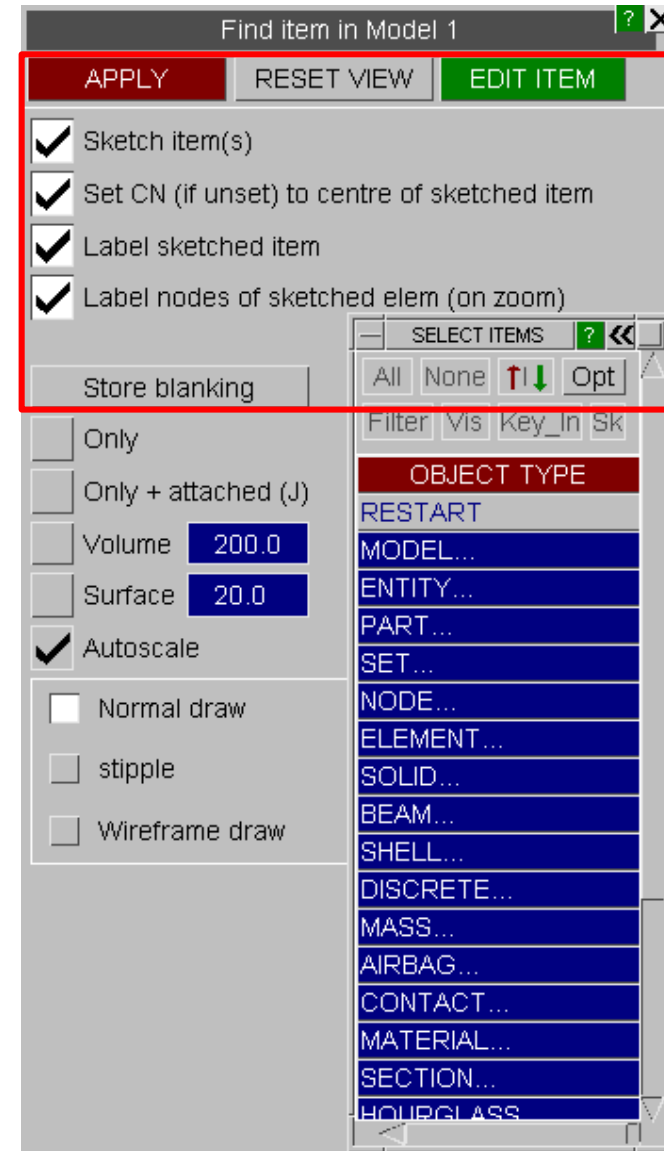 Find item in Model 1 ? X
APPLY RESET VIEW EDIT ITEM
Sketch item(s)
Set CN (if unset) to centre of sketched item
Label sketched item
Label nodes of sketched elem (on zoom)
Store blanking
Only
Only + attached (J)
Volume 200.0
Surface 20.0
Autoscale
Normal draw
stipple
Wireframe draw
SELECT ITEMS ? «
All None Opt
Filter Vis Key_In Sk
OBJECT TYPE
RESTART
MODEL...
ENTITY...
PART...
SET...
NODE...
ELEMENT...
SOLID...
BEAM...
SHELL...
DISCRETE...
MASS...
AIRBAG...
CONTACT...
MATERIAL...
SECTION...
HOURGLASS